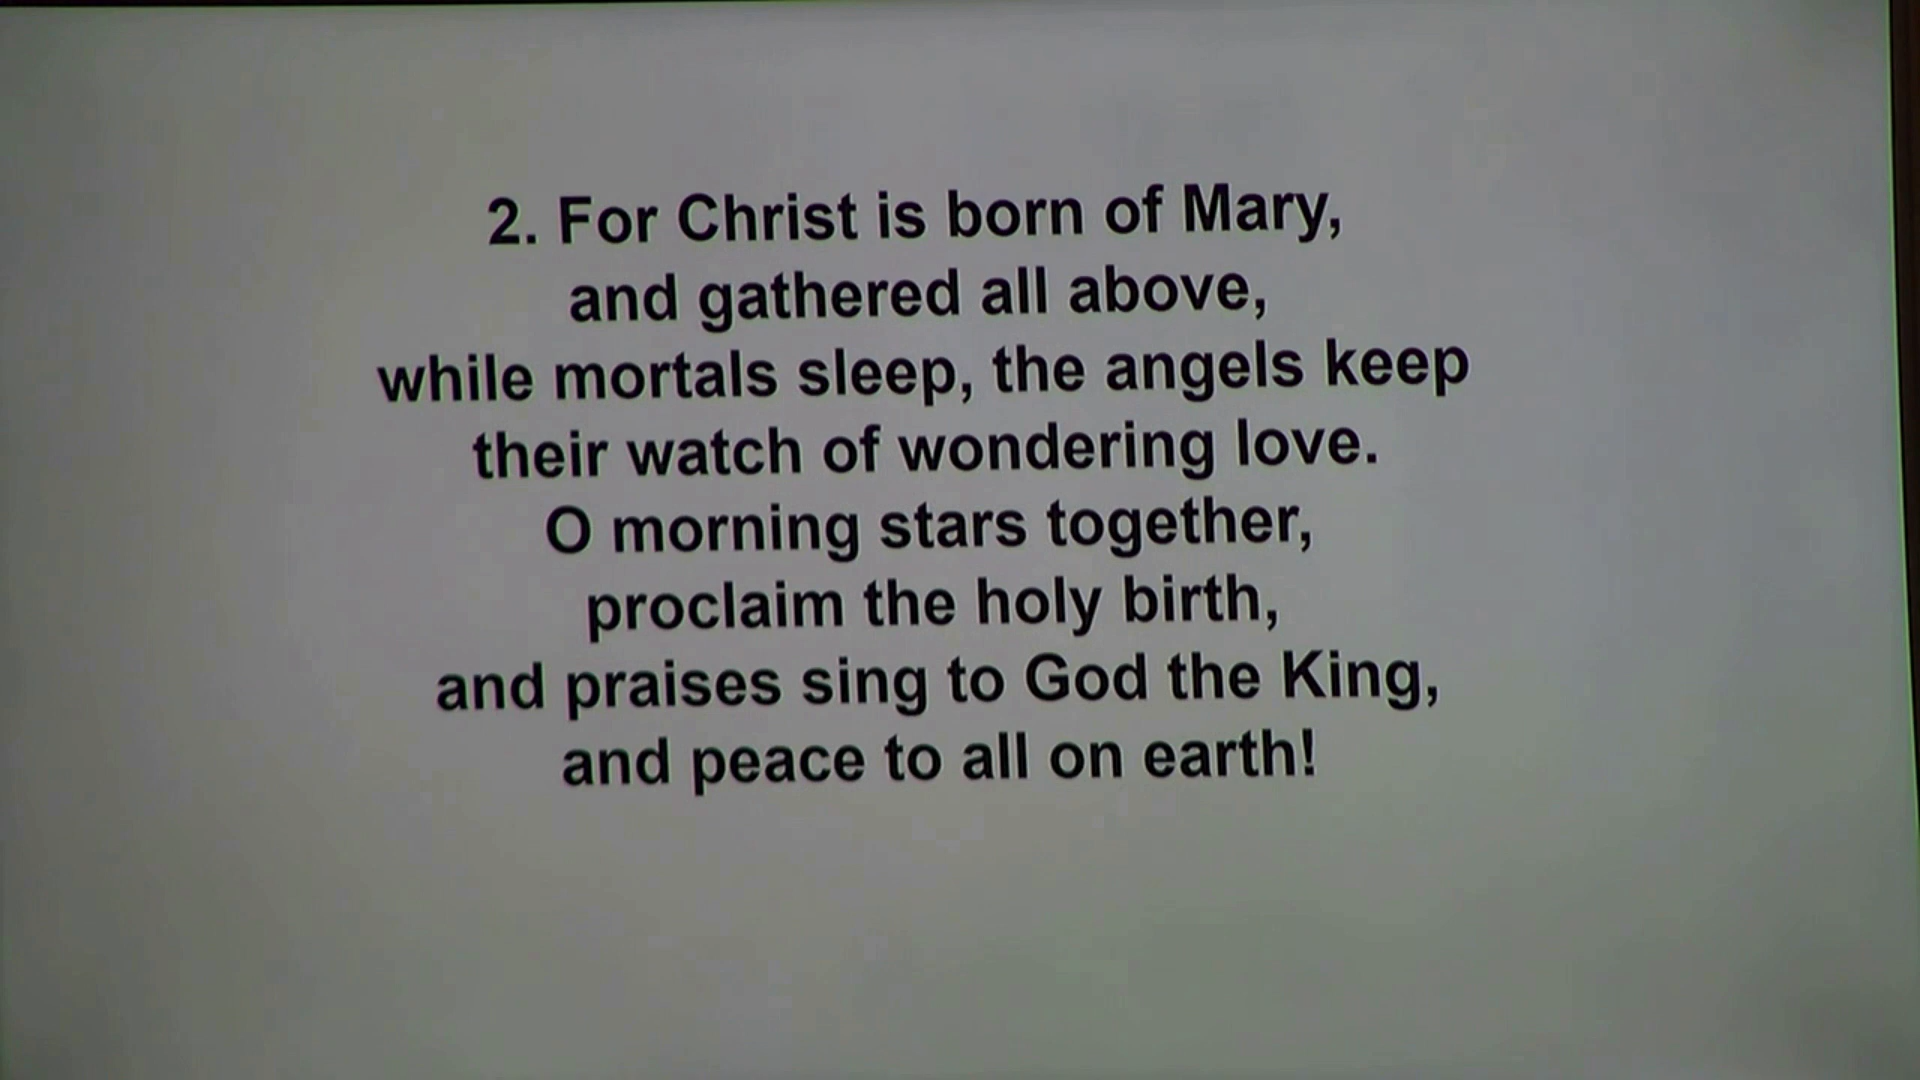 2. For Christ is born of Mary,
and gathered all above,
while mortals sleep, the angels keep
their watch of wondering love.
O morning stars together,
proclaim the holy birth,
and praises sing to God the King,
and peace to all on earth!